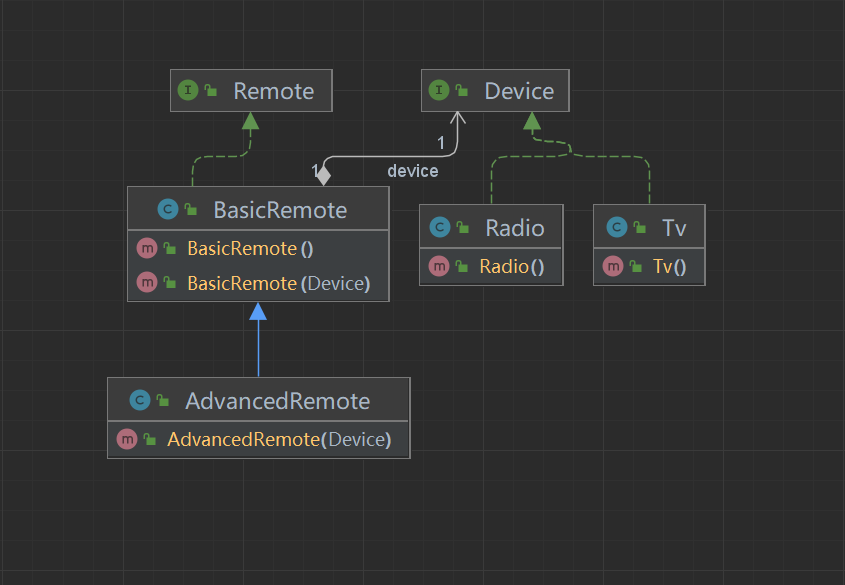 Remote
Device
1
1
device
BasicRemote
BasicRemote()
BasicRemote(Device)
Radio
Radio()
Tv
Tv()
AdvancedRemote
AdvancedRemote(Device)